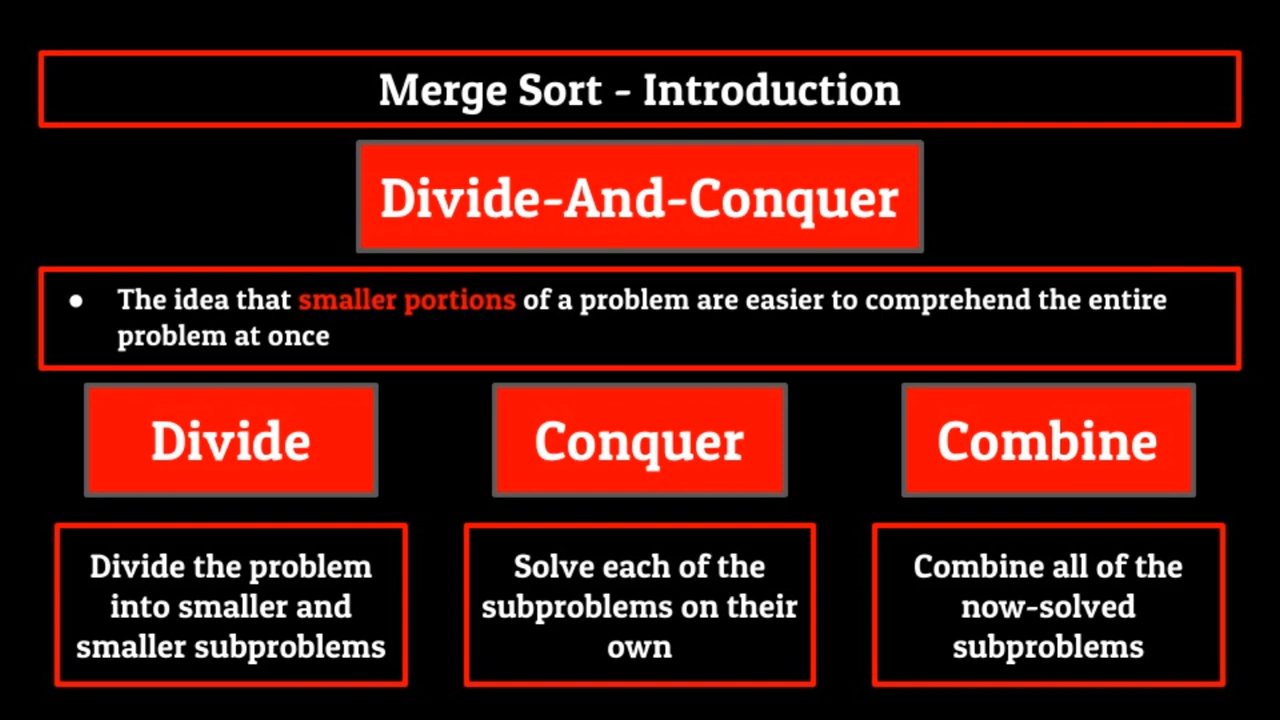 Merge Sort - Introduction
Divide-And-Conquer
● The idea that smaller portions of a problem are easier to comprehend the entire
problem at once
Divide
Conquer
Combine
Divide the problem
into smaller and
smaller subproblems
Solve each of the
subproblems on their
own
Combine all of the
now-solved
subproblems